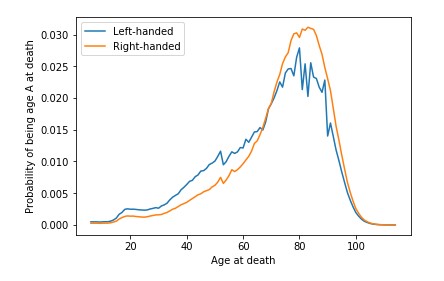 Left-handed
Right-handed
Probability of being age A at death
0.030
0.025
0.020
0.015
0.010
0.005
0.000
20 40 60 80 100
Age at death